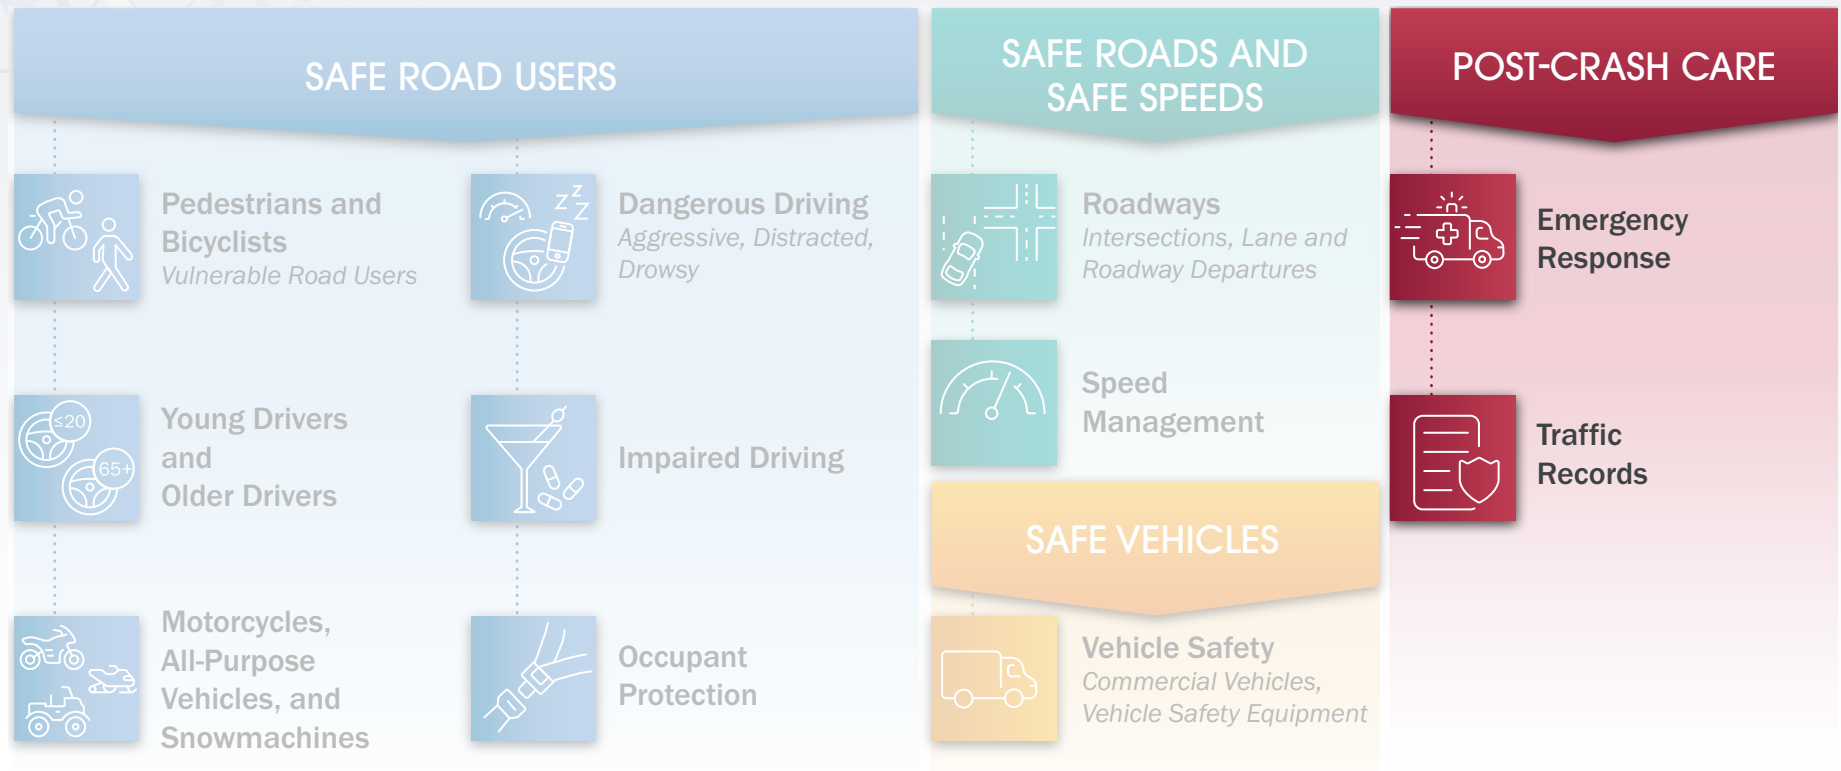 SAFE ROAD USERS
Pedestrians and
Bicyclists
Vulnerable Road Users
≤20
65+
Young Drivers
and
Older Drivers
Motorcycles,
All-Purpose
Vehicles, and
Snowmachines
Z
Z
Z
Dangerous Driving
Aggressive, Distracted,
Drowsy
Impaired Driving
Occupant
Protection
SAFE ROADS AND
SAFE SPEEDS
Roadways
Intersections, Lane and
Roadway Departures
Speed
Management
SAFE VEHICLES
Vehicle Safety
Commercial Vehicles,
Vehicle Safety Equipment
POST-CRASH CARE
Emergency
Response
Traffic
Records